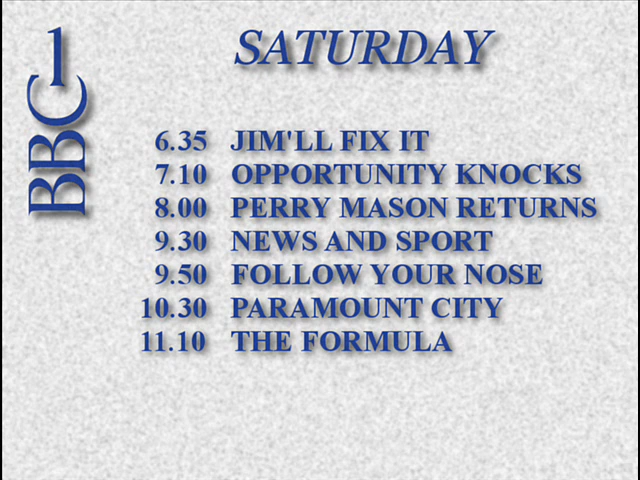 BBC1
SATURDAY
6.35 JIM'LL FIX IT
7.10 OPPORTUNITY KNOCKS
8.00 PERRY MASON RETURNS
9.30 NEWS AND SPORT
9.50 FOLLOW YOUR NOSE
10.30 PARAMOUNT CITY
11.10 THE FORMULA